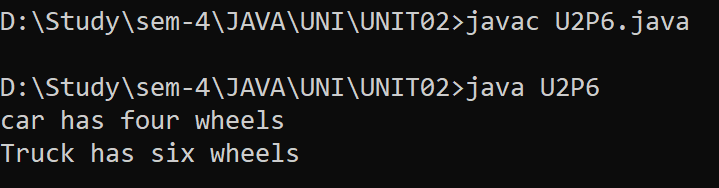 D:\Study\sem-4\JAVA\UNI\UNIT02>javac U2P6.java
D:\Study\sem-4\JAVA\UNI\UNIT02>java U2P6
car has four wheels
Truck has six wheels